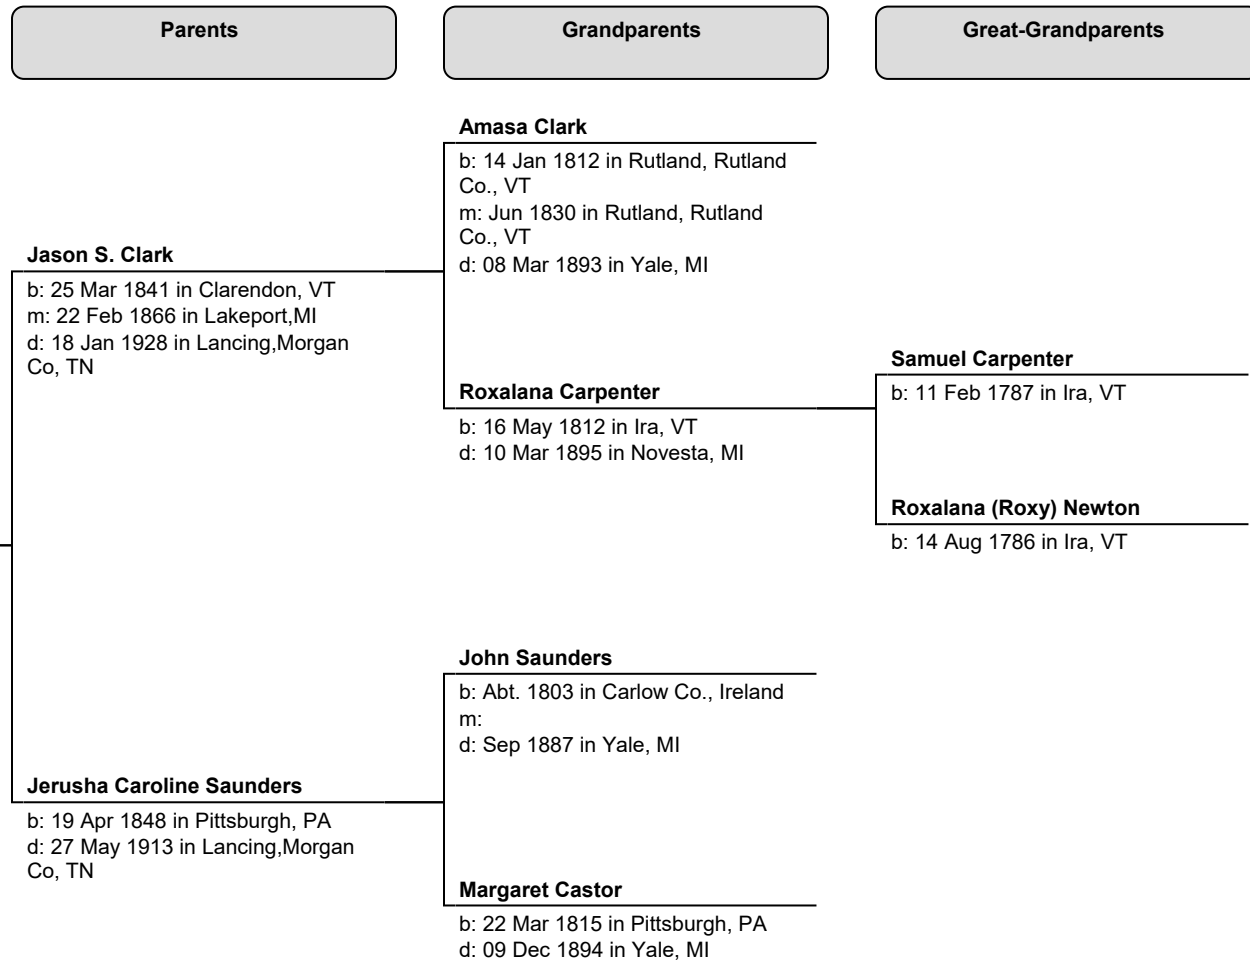 Parents
Grandparents
Great-Grandparents
Amasa Clark
b: 14 Jan 1812 in Rutland, Rutland
Co., VT
m: Jun 1830 in Rutland, Rutland
Co., VT
d: 08 Mar 1893 in Yale, MI
Jason S. Clark
b: 25 Mar 1841 in Clarendon, VT
m: 22 Feb 1866 in Lakeport,MI
d: 18 Jan 1928 in Lancing,Morgan
Co, TN
Roxalana Carpenter
b: 16 May 1812 in Ira, VT
d: 10 Mar 1895 in Novesta, MI
Samuel Carpenter
b: 11 Feb 1787 in Ira, VT
Roxalana (Roxy) Newton
b: 14 Aug 1786 in Ira, VT
John Saunders
b: Abt. 1803 in Carlow Co., Ireland
m:
d: Sep 1887 in Yale, MI
Jerusha Caroline Saunders
b: 19 Apr 1848 in Pittsburgh, PA
d: 27 May 1913 in Lancing,Morgan
Co, TN
Margaret Castor
b: 22 Mar 1815 in Pittsburgh, PA
d: 09 Dec 1894 in Yale, MI